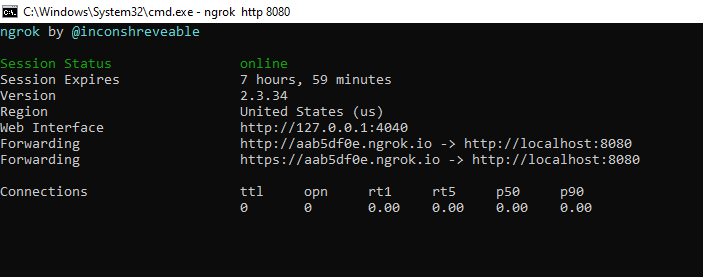 C:\Windows\System32\cmd.exe - ngrok  http 8080
ngrok by @inconshreveable
Session Status                online
Session Expires               7 hours, 59 minutes
Version                       2.3.34
Region                        United States (us)
Web Interface                 http://127.0.0.1:4040
Forwarding                    http://aab5df0e.ngrok.io -> http://localhost:8080
Forwarding                    https://aab5df0e.ngrok.io -> http://localhost:8080
Connections                   ttl     opn     rt1     rt5     p50     p90
                              0       0       0.00    0.00    0.00    0.00